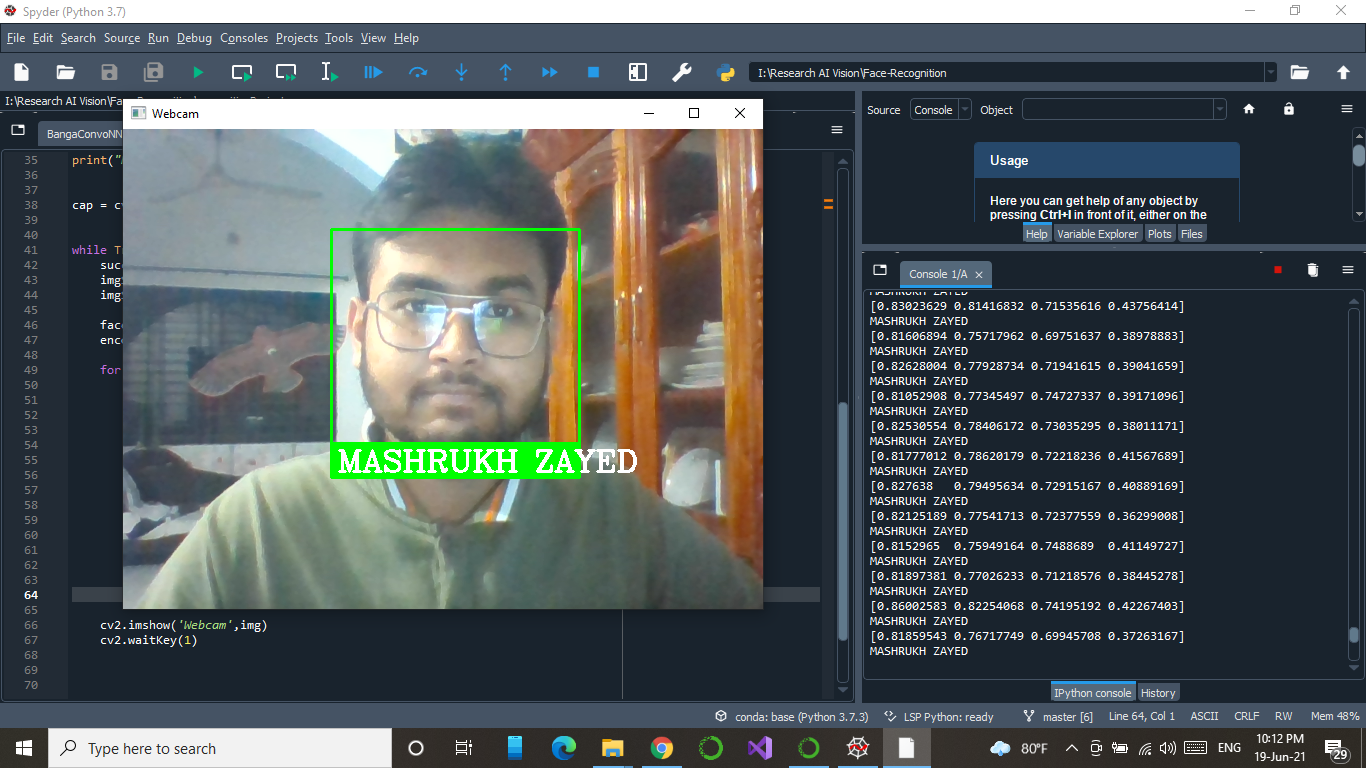 Spyder (Python 3.7)
File Edit Search Source Run Debug Consoles Projects Tools View Help
I:\Research AI Vision\Face-Recognition
I:\Research AI Vision\Fa
Webcam
BangaConvoNN
35 print("
36
37
38 cap = cv
39
40
41 while T
42 suc
43 img
44 img
45
46 face
47 enc
48
49 for
50
51
52
53
54
55
56
57
58
59
60
61
62
63
64
65
66 cv2.imshow('Webcam',img)
67 cv2.waitKey(1)
68
69
70
MASHRUKH ZAYED
Source Console Object
Usage
Here you can get help of any object by
pressing Ctrl+I in front of it, either on the
Help Variable Explorer Plots Files
Console 1/A
MASHRUKH ZAYED
[0.83023629 0.81416832 0.71535616 0.43756414]
MASHRUKH ZAYED
[0.81606894 0.75717962 0.69751637 0.38978883]
MASHRUKH ZAYED
[0.82628004 0.77928734 0.71941615 0.39041659]
MASHRUKH ZAYED
[0.81052908 0.77345497 0.74727337 0.39171096]
MASHRUKH ZAYED
[0.82530554 0.78406172 0.73035295 0.38011171]
MASHRUKH ZAYED
[0.81777012 0.78620179 0.72218236 0.41567689]
MASHRUKH ZAYED
[0.827638   0.79495634 0.72915167 0.40889169]
MASHRUKH ZAYED
[0.82125189 0.77541713 0.72377559 0.36299008]
MASHRUKH ZAYED
[0.8152965  0.75949164 0.7488689  0.41149727]
MASHRUKH ZAYED
[0.81897381 0.77026233 0.71218576 0.38445278]
MASHRUKH ZAYED
[0.86002583 0.82254068 0.74195192 0.42267403]
MASHRUKH ZAYED
[0.81859543 0.76717749 0.69945708 0.37263167]
MASHRUKH ZAYED
IPython console History
conda: base (Python 3.7.3) LSP Python: ready master [6] Line 64, Col 1 ASCII CRLF RW Mem 48%
Type here to search
80°F ENG 10:12 PM
19-Jun-21
29